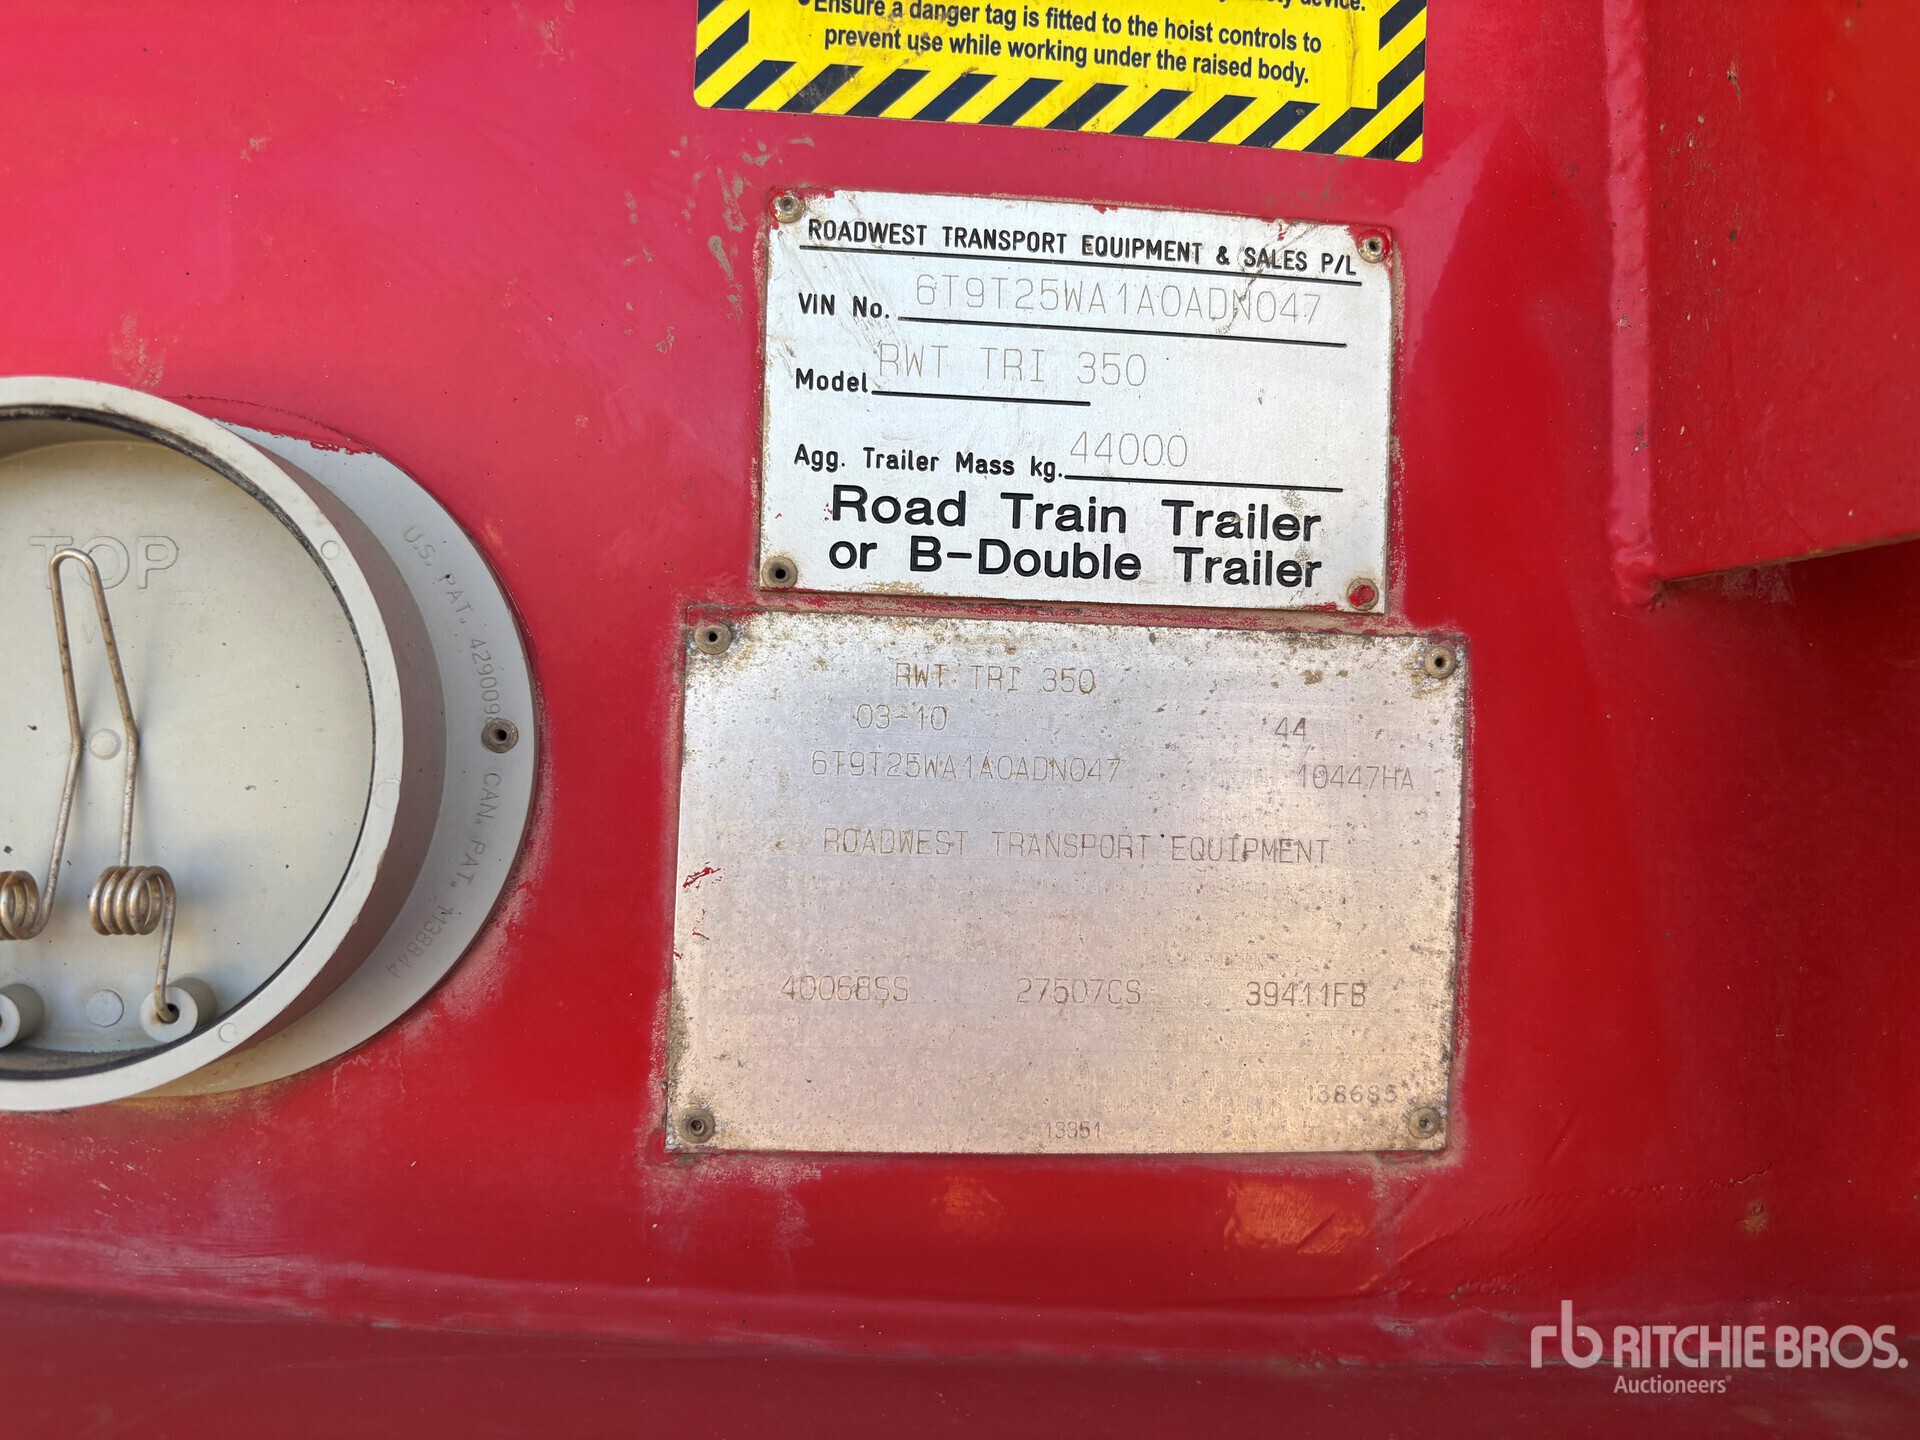 Ensure a danger tag is fitted to the hoist controls to
prevent use while working under the raised body.
ROADWEST TRANSPORT EQUIPMENT & SALES P/L
VIN No. 6T9T25WA1A0ADN047
Model RWT TRI 350
Agg. Trailer Mass kg. 44000
Road Train Trailer
or B-Double Trailer
TOP
U.S. PAT. 429009
CAN. PAT.
RWT TRI 350
03-10 44
6T9T25WA1A0ADN047 10447HA
ROADWEST TRANSPORT EQUIPMENT
40068SS 27507CS 39411FB
138685
13351
rb RITCHIE BROS.
Auctioneers